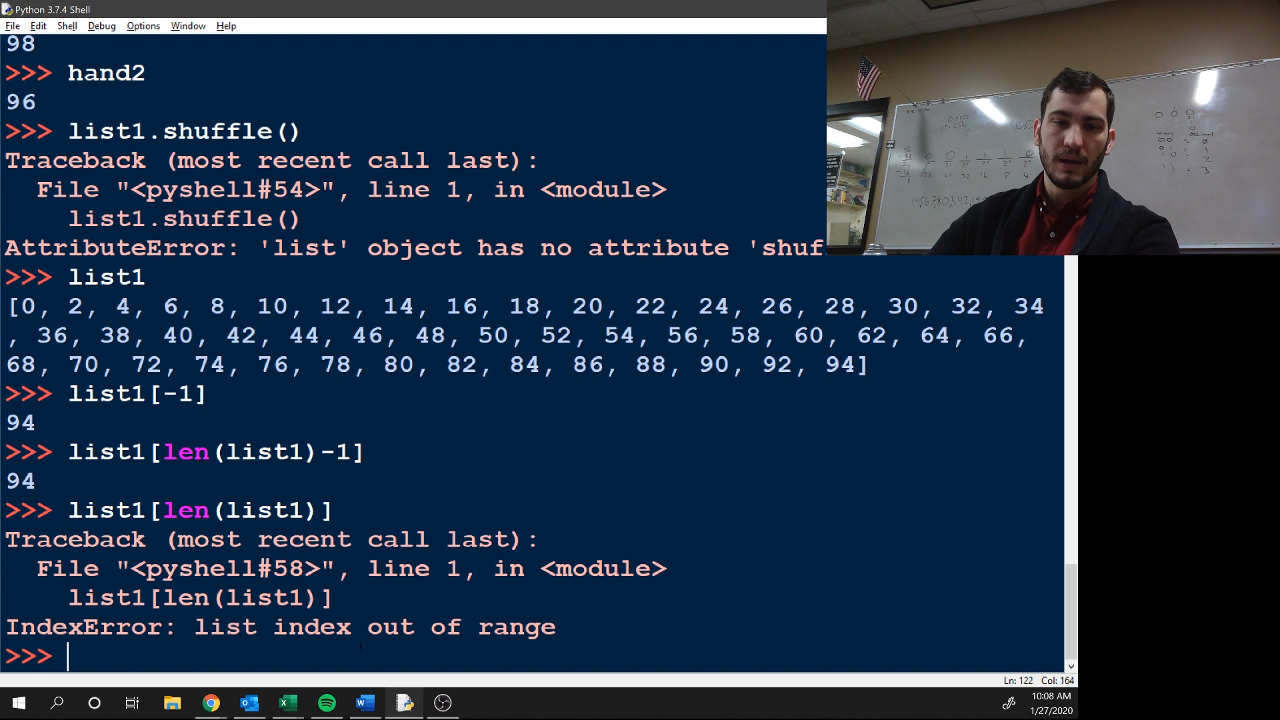 Python 3.7.4 Shell
File Edit Shell Debug Options Window Help
98
>>> hand2
96
>>> list1.shuffle()
Traceback (most recent call last):
  File "<pyshell#54>", line 1, in <module>
    list1.shuffle()
AttributeError: 'list' object has no attribute 'shuf
>>> list1
[0, 2, 4, 6, 8, 10, 12, 14, 16, 18, 20, 22, 24, 26, 28, 30, 32, 34
, 36, 38, 40, 42, 44, 46, 48, 50, 52, 54, 56, 58, 60, 62, 64, 66,
68, 70, 72, 74, 76, 78, 80, 82, 84, 86, 88, 90, 92, 94]
>>> list1[-1]
94
>>> list1[len(list1)-1]
94
>>> list1[len(list1)]
Traceback (most recent call last):
  File "<pyshell#58>", line 1, in <module>
    list1[len(list1)]
IndexError: list index out of range
>>>
Ln: 122 Col: 164
10:08 AM
1/27/2020